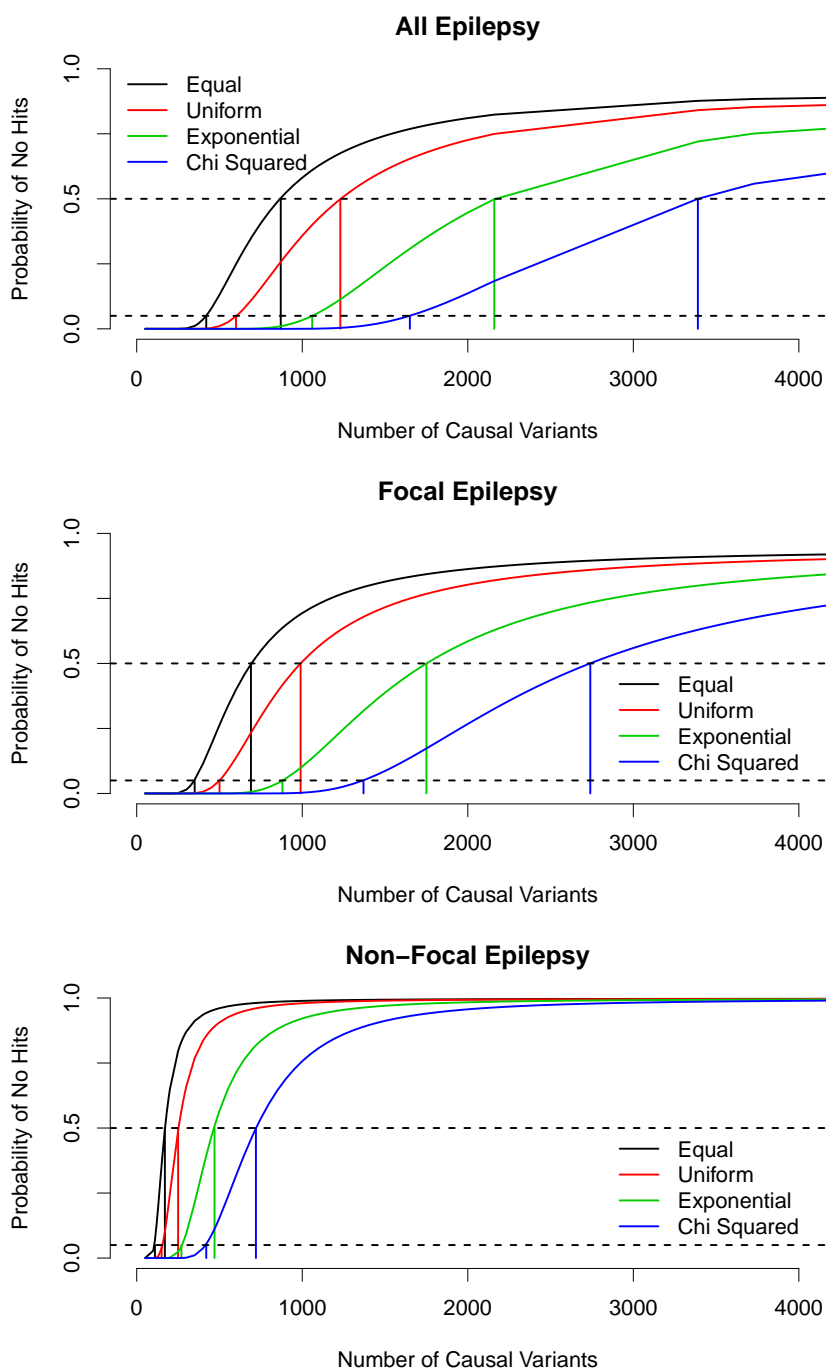 All Epilepsy
Probability of No Hits
1.0
0.5
0.0
Equal
Uniform
Exponential
Chi Squared
0 1000 2000 3000 4000
Number of Causal Variants
Focal Epilepsy
Probability of No Hits
1.0
0.5
0.0
Equal
Uniform
Exponential
Chi Squared
0 1000 2000 3000 4000
Number of Causal Variants
Non−Focal Epilepsy
Probability of No Hits
1.0
0.5
0.0
Equal
Uniform
Exponential
Chi Squared
0 1000 2000 3000 4000
Number of Causal Variants